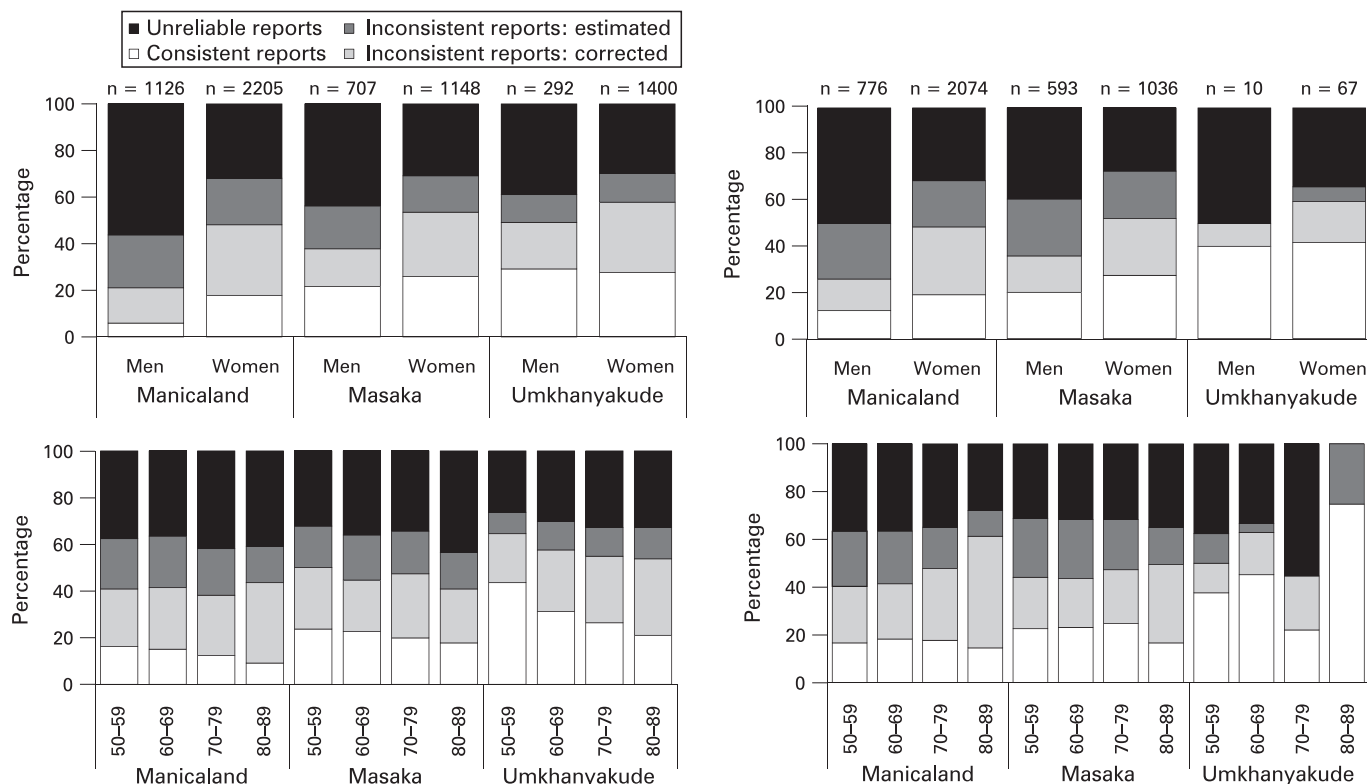 Unreliable reports Inconsistent reports: estimated
Consistent reports Inconsistent reports: corrected
n = 1126 n = 2205 n = 707 n = 1148 n = 292 n = 1400
100
80
60
40
20
0
Percentage
Men Women Men Women Men Women
Manicaland Masaka Umkhanyakude
n = 776 n = 2074 n = 593 n = 1036 n = 10 n = 67
100
80
60
40
20
0
Percentage
Men Women Men Women Men Women
Manicaland Masaka Umkhanyakude
100
80
60
40
20
0
Percentage
50–59 60–69 70–79 80–89 50–59 60–69 70–79 80–89 50–59 60–69 70–79 80–89
Manicaland Masaka Umkhanyakude
100
80
60
40
20
0
Percentage
50–59 60–69 70–79 80–89 50–59 60–69 70–79 80–89 50–59 60–69 70–79 80–89
Manicaland Masaka Umkhanyakude